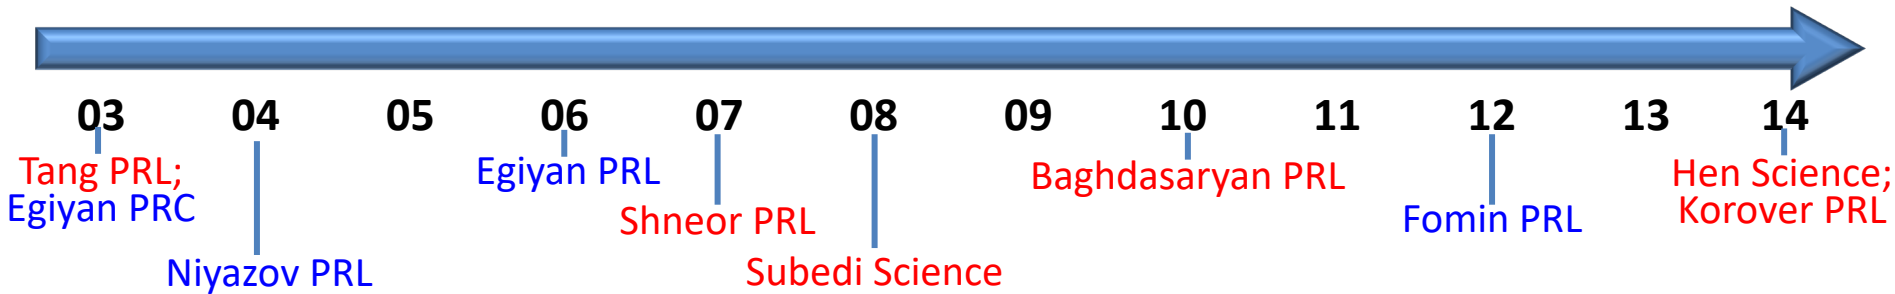 03 04 05 06 07 08 09 10 11 12 13 14
Tang PRL;
Egiyan PRC
Niyazov PRL
Egiyan PRL
Shneor PRL
Subedi Science
Baghdasaryan PRL
Fomin PRL
Hen Science;
Korover PRL